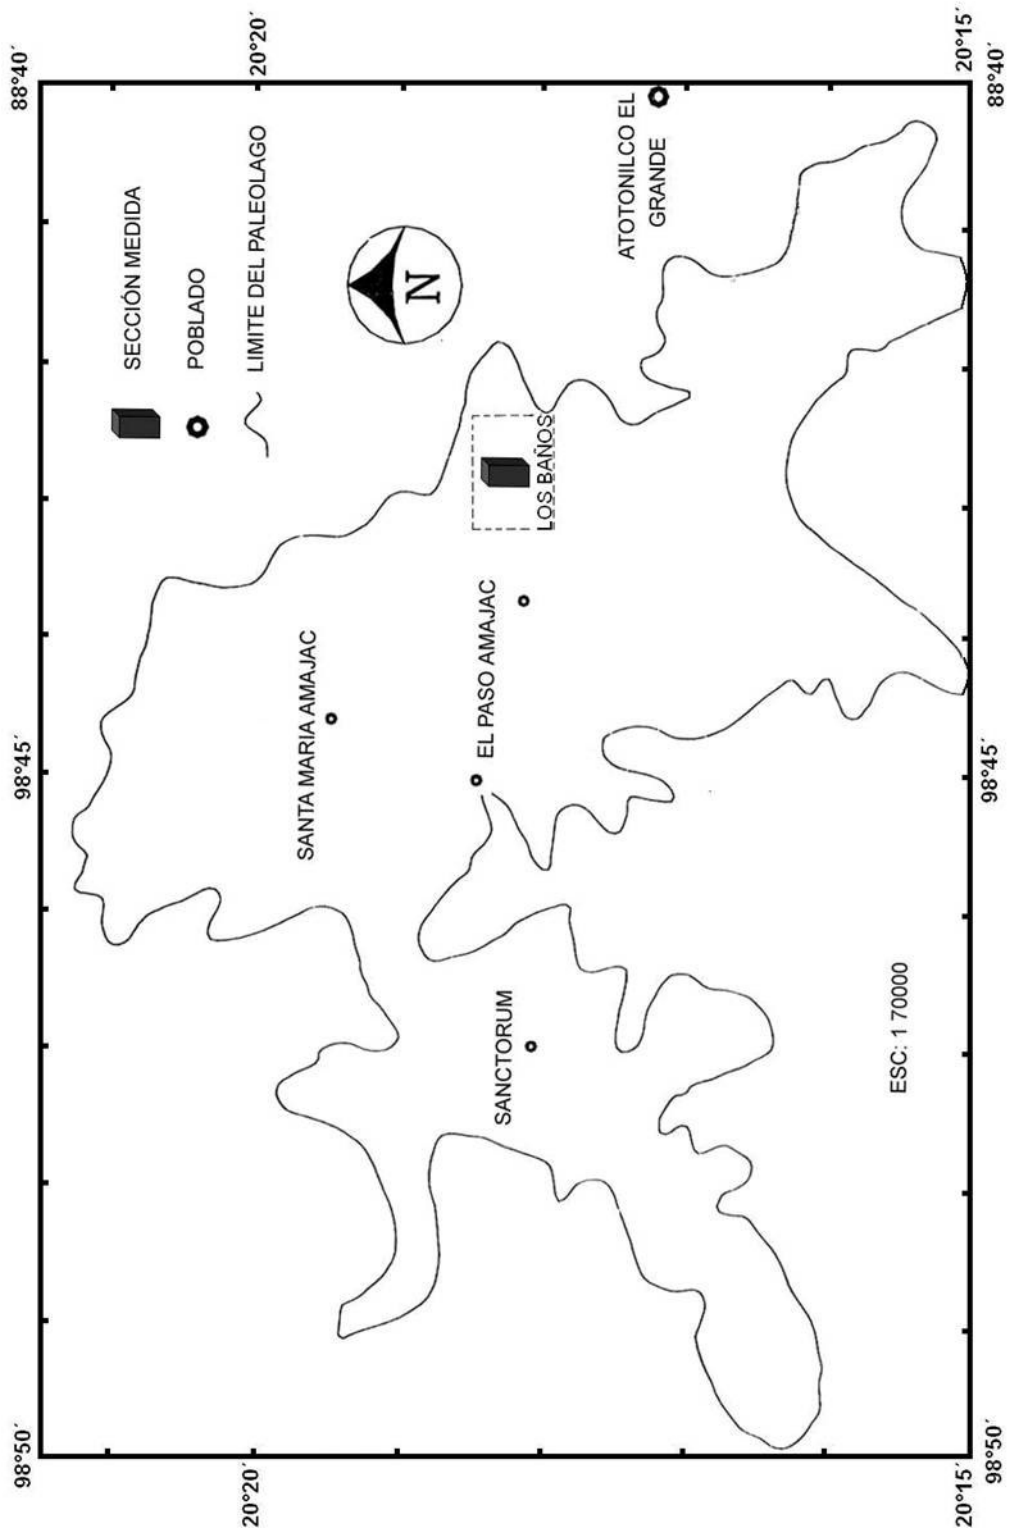 98°50´
98°45´
88°40´
SECCIÓN MEDIDA
POBLADO
LIMITE DEL PALEOLAGO
20°20´
20°20´
SANTA MARIA AMAJAC
N
EL PASO AMAJAC
SANCTORUM
LOS BAÑOS
ATOTONILCO EL
GRANDE
ESC: 1 70000
20°15´
20°15´
98°50´
98°45´
98°40´